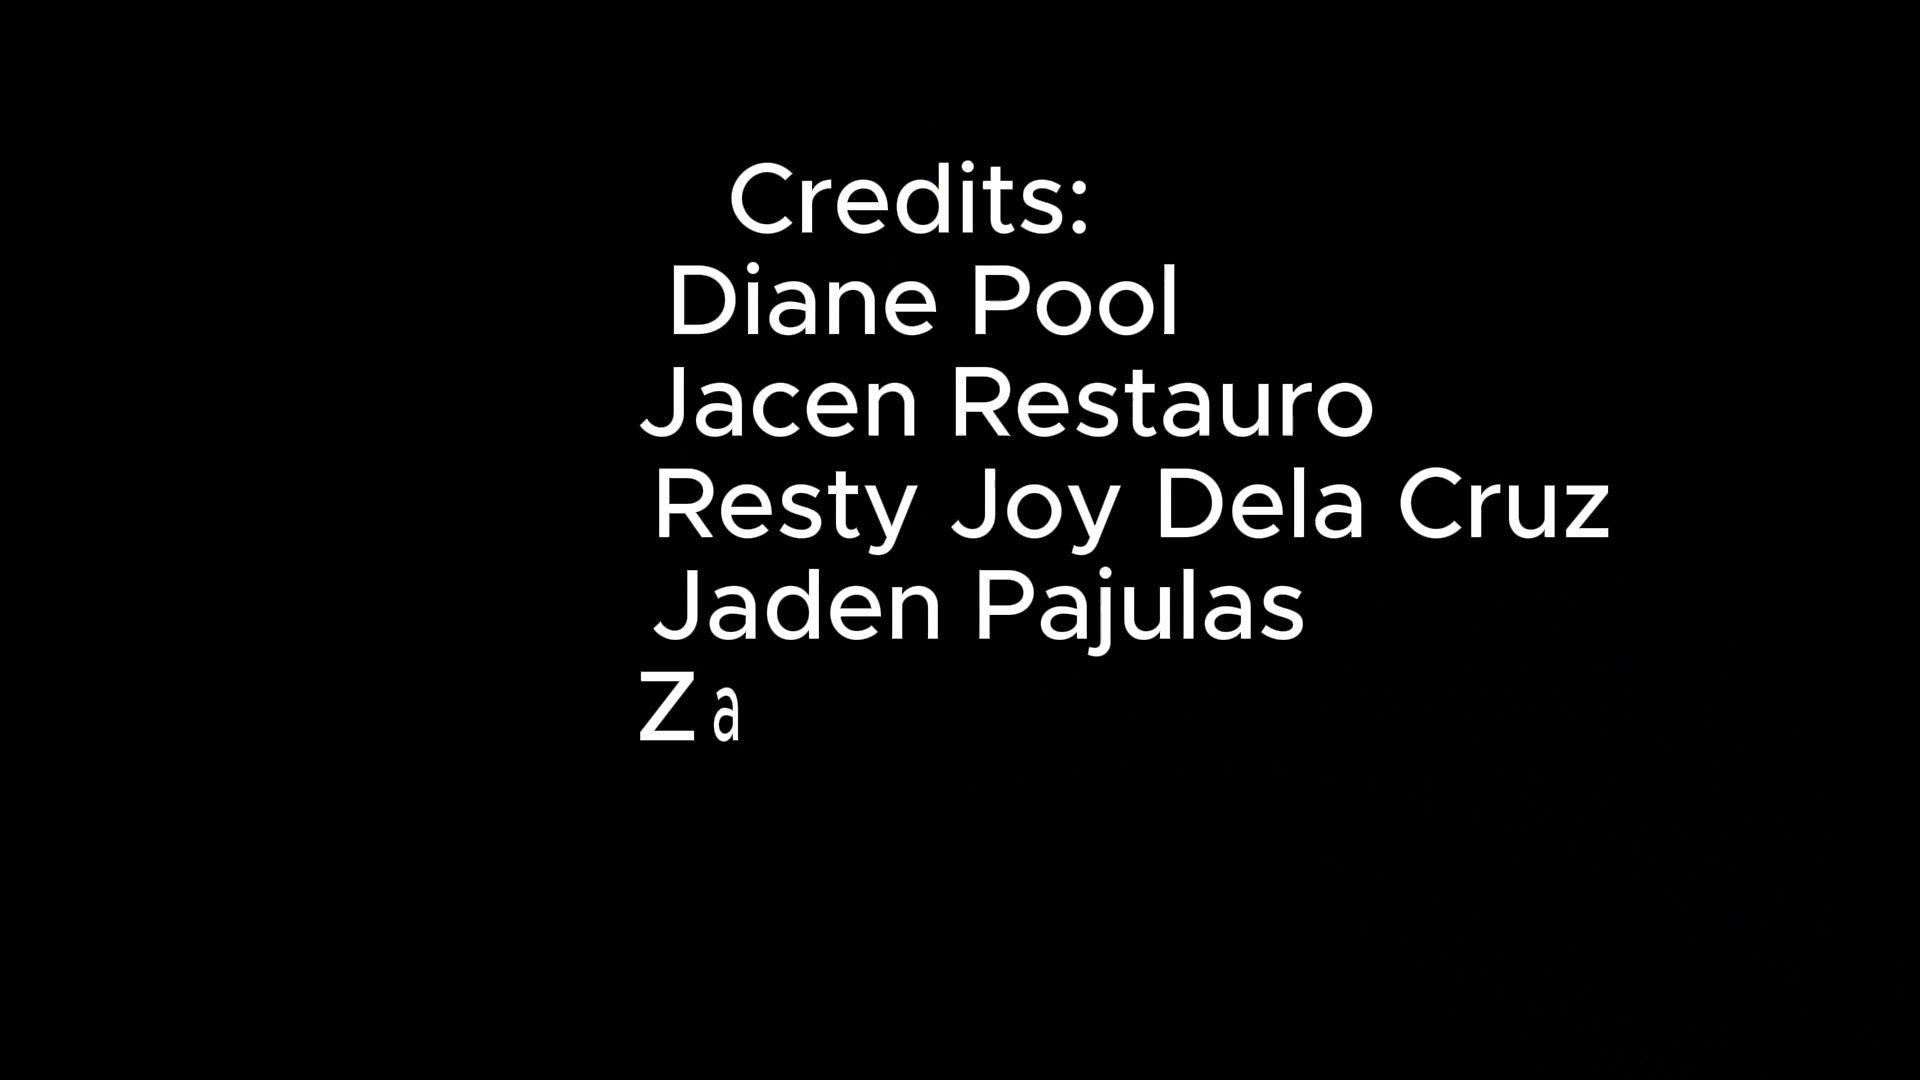 Credits:
Diane Pool
Jacen Restauro
Resty Joy Dela Cruz
Jaden Pajulas
Za